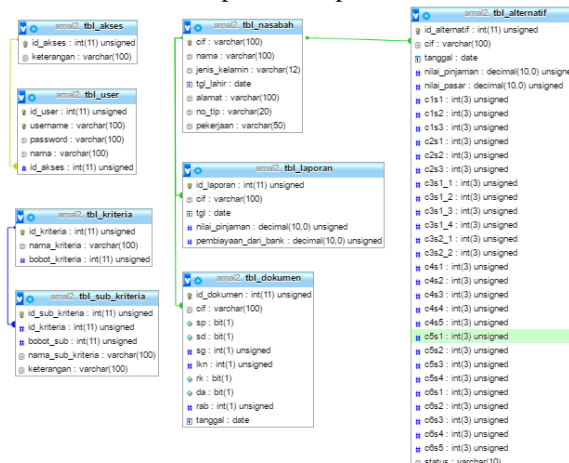 amal2. tbl_akses
id_akses : int(11) unsigned
keterangan : varchar(100)
amal2. tbl_user
id_user : int(11) unsigned
username : varchar(100)
password : varchar(100)
nama : varchar(100)
id_akses : int(11) unsigned
amal2. tbl_kriteria
id_kriteria : int(11) unsigned
nama_kriteria : varchar(100)
bobot_kriteria : int(11) unsigned
amal2. tbl_sub_kriteria
id_sub_kriteria : int(11) unsigned
id_kriteria : int(11) unsigned
bobot_sub : int(11) unsigned
nama_sub_kriteria : varchar(100)
keterangan : varchar(100)
amal2. tbl_nasabah
cif : varchar(100)
nama : varchar(100)
jenis_kelamin : varchar(12)
tgl_lahir : date
alamat : varchar(100)
no_tlp : varchar(20)
pekerjaan : varchar(50)
amal2. tbl_laporan
id_laporan : int(11) unsigned
cif : varchar(100)
tgl : date
nilai_pinjaman : decimal(10,0) unsigned
pembiayaan_dari_bank : decimal(10,0) unsigned
amal2. tbl_dokumen
id_dokumen : int(11) unsigned
cif : varchar(100)
sp : bit(1)
sd : bit(1)
sg : int(1) unsigned
lkn : int(1) unsigned
rk : bit(1)
da : bit(1)
rab : int(1) unsigned
tanggal : date
amal2. tbl_alternatif
id_alternatif : int(11) unsigned
cif : varchar(100)
tanggal : date
nilai_pinjaman : decimal(10,0) unsigne
nilai_pasar : decimal(10,0) unsigned
c1s1 : int(3) unsigned
c1s2 : int(3) unsigned
c1s3 : int(3) unsigned
c2s1 : int(3) unsigned
c2s2 : int(3) unsigned
c2s3 : int(3) unsigned
c3s1_1 : int(3) unsigned
c3s1_2 : int(3) unsigned
c3s1_3 : int(3) unsigned
c3s1_4 : int(3) unsigned
c3s2_1 : int(3) unsigned
c3s2_2 : int(3) unsigned
c4s1 : int(3) unsigned
c4s2 : int(3) unsigned
c4s3 : int(3) unsigned
c4s4 : int(3) unsigned
c4s5 : int(3) unsigned
c5s1 : int(3) unsigned
c5s2 : int(3) unsigned
c5s3 : int(3) unsigned
c5s4 : int(3) unsigned
c6s1 : int(3) unsigned
c6s3 : int(3) unsigned
c6s4 : int(3) unsigned
c6s5 : int(3) unsigned
status : varchar(10)